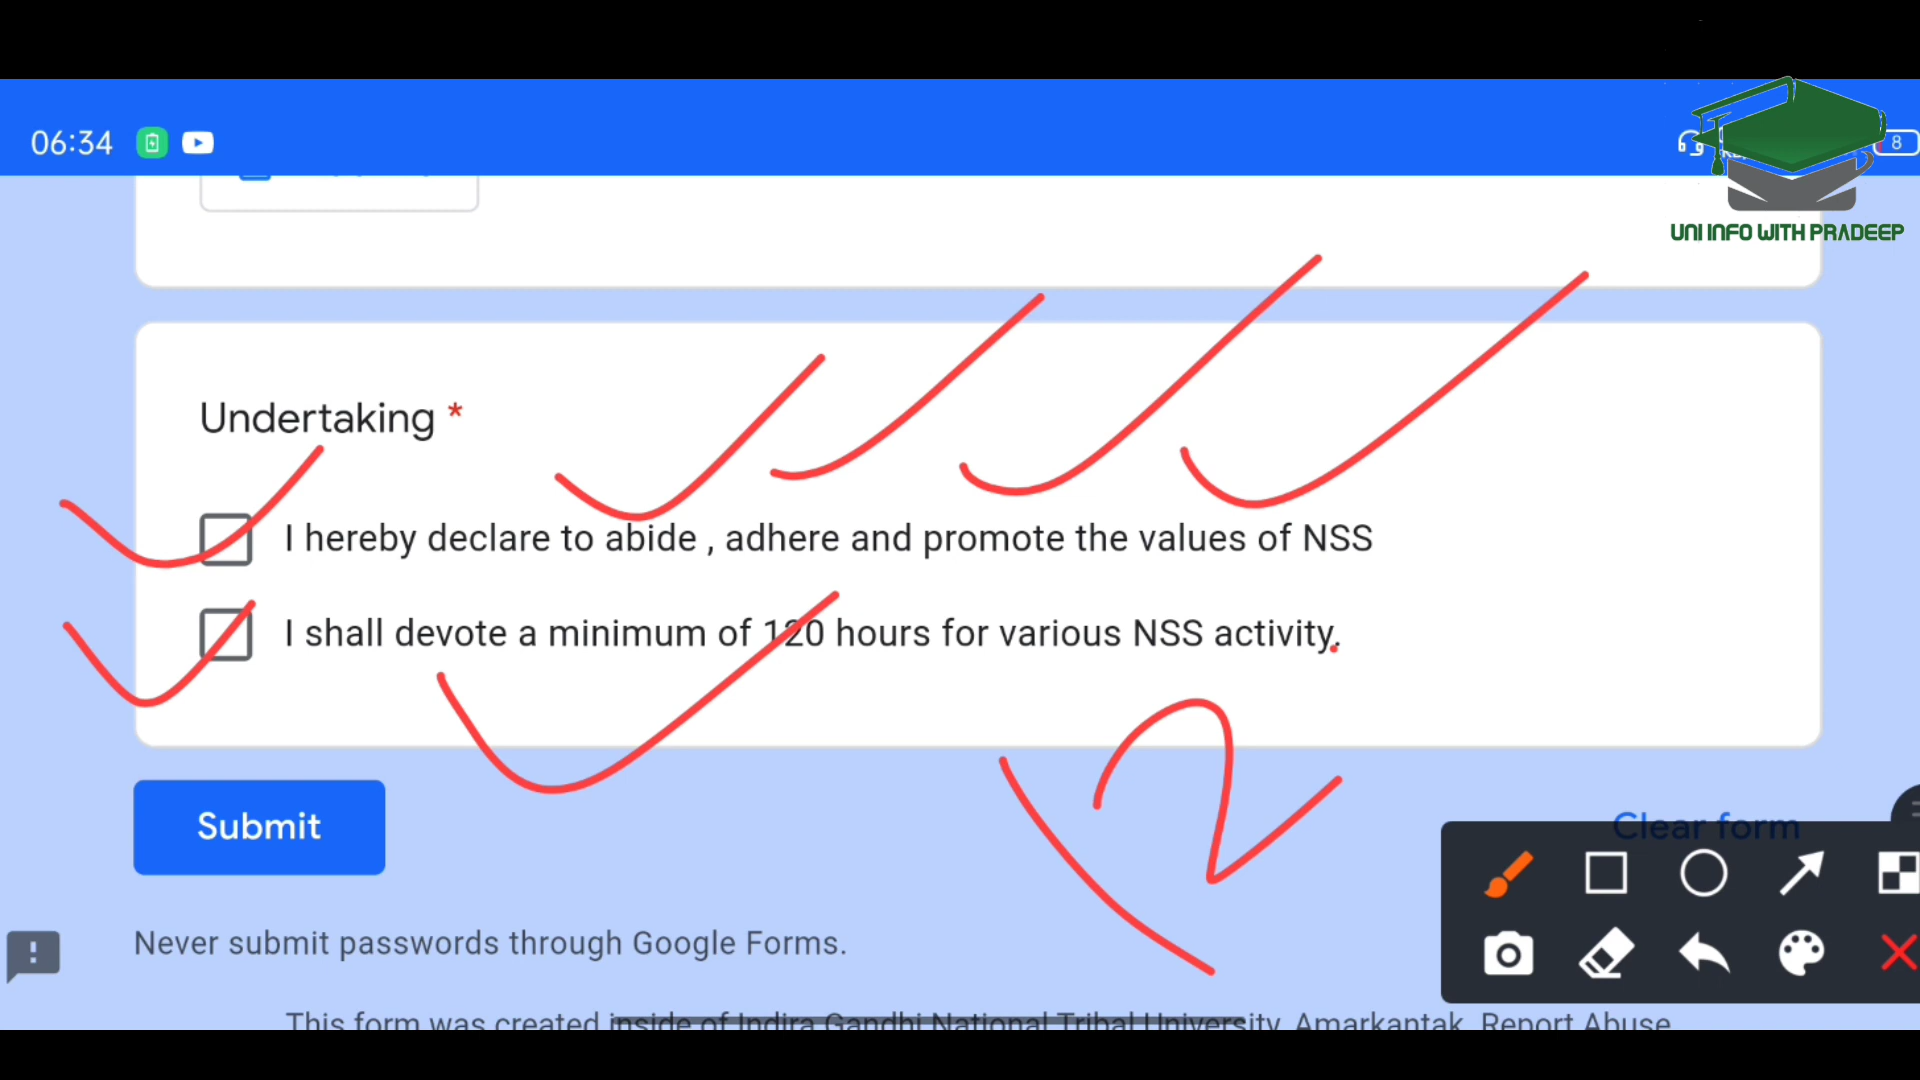 06:34
8
UNI INFO WITH PRADEEP
Undertaking *
I hereby declare to abide , adhere and promote the values of NSS
I shall devote a minimum of 120 hours for various NSS activity.
Submit
Clear form
Never submit passwords through Google Forms.
This form was created inside of Indira Gandhi National Tribal University, Amarkantak. Report Abuse